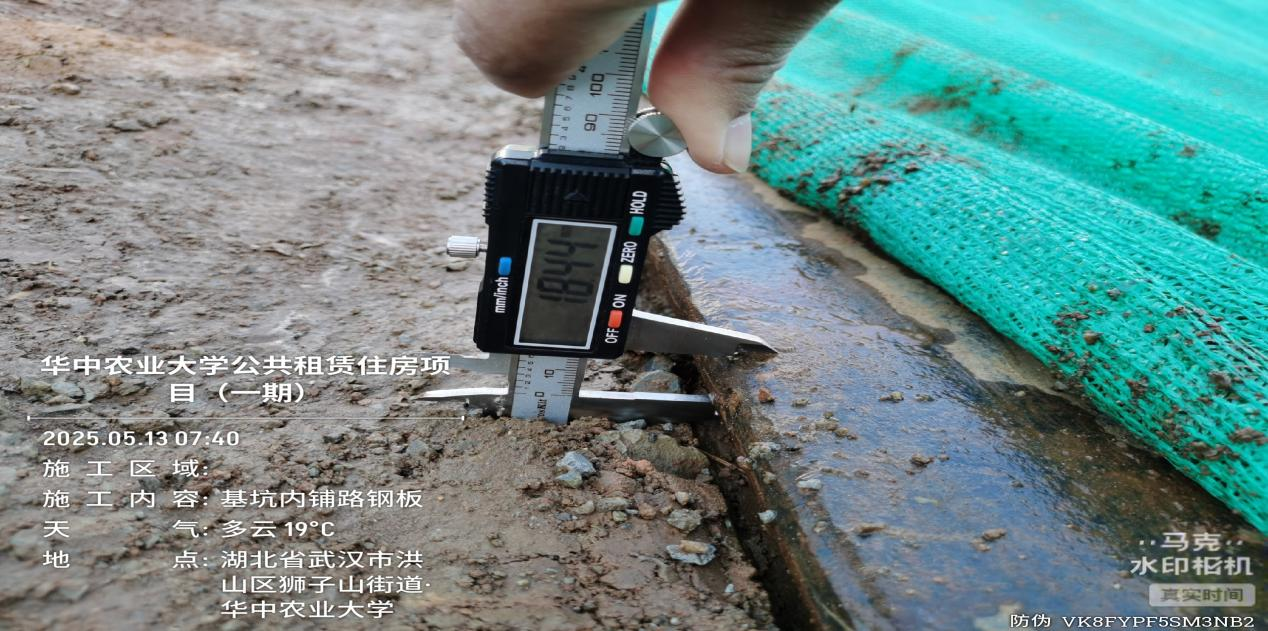 100
90
HOLD
ZERO
mm/inch
OFF ON
10
0
华中农业大学公共租赁住房项
目（一期）
2025.05.13 07:40
施工区域:
施工内容: 基坑内铺路钢板
天气: 多云 19°C
地点: 湖北省武汉市洪
山区狮子山街道·
华中农业大学
马克
水印相机
真实时间
防伪 VK8FYPF5SM3NB2